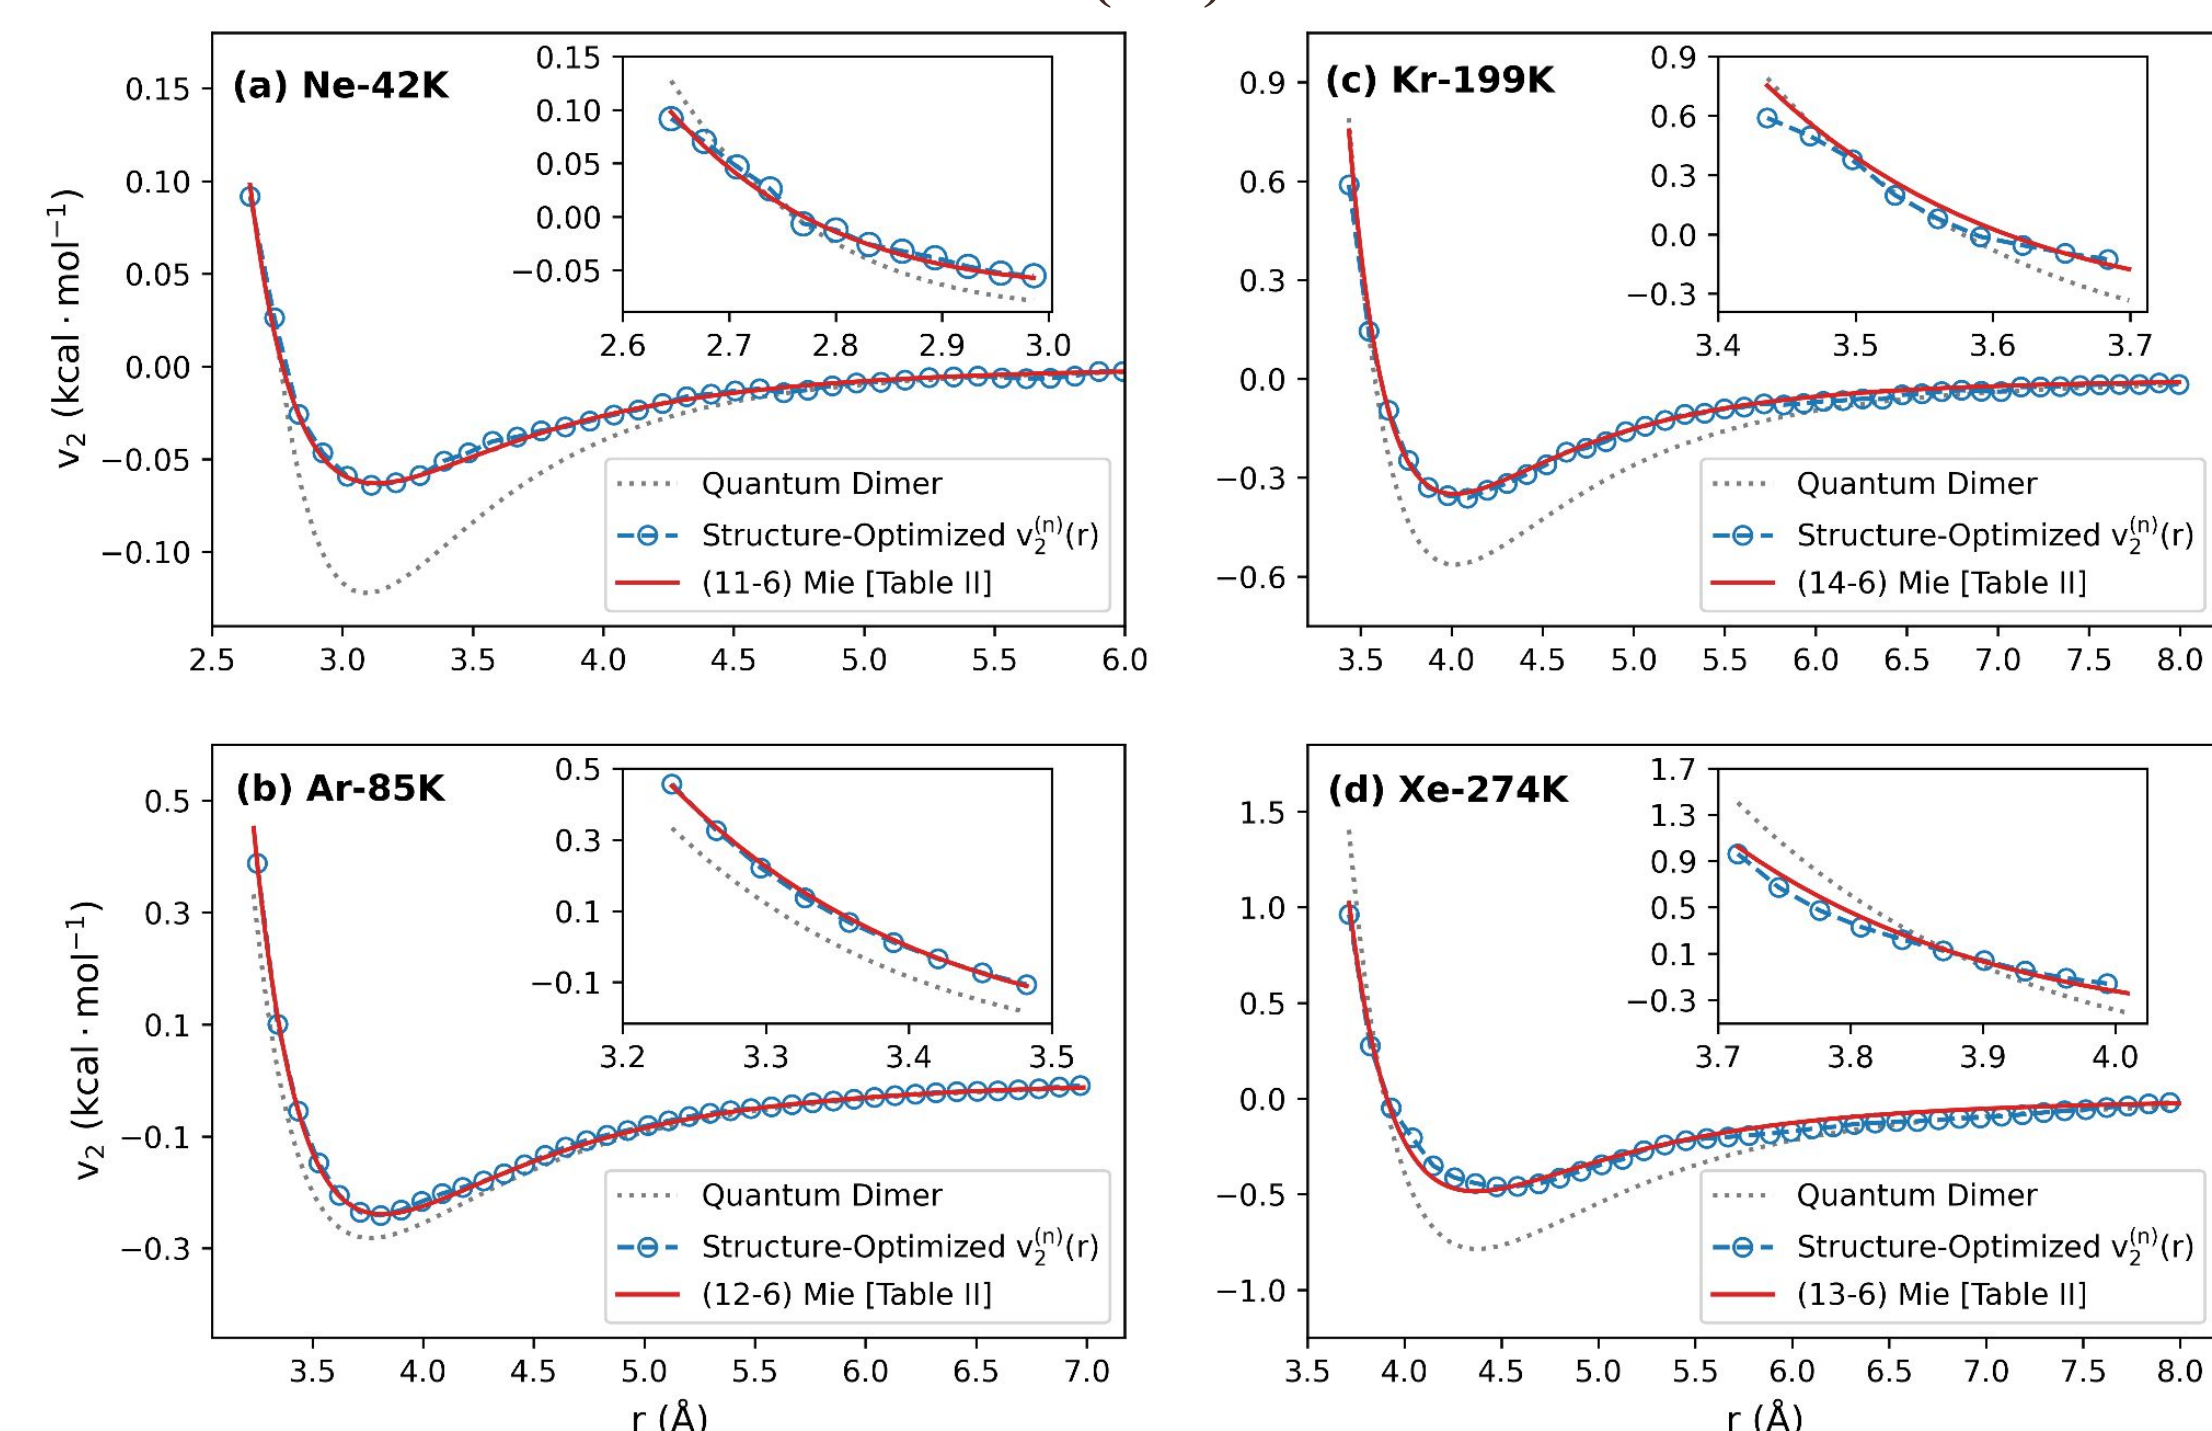 (a) Ne-42K
v₂ (kcal · mol⁻¹)
0.15
0.10
0.05
0.00
−0.05
−0.10
2.5 3.0 3.5 4.0 4.5 5.0 5.5 6.0
0.15
0.10
0.05
0.00
−0.05
2.6 2.7 2.8 2.9 3.0
Quantum Dimer
Structure-Optimized v₂⁽ⁿ⁾(r)
(11-6) Mie [Table II]
(c) Kr-199K
0.9
0.6
0.3
0.0
−0.3
−0.6
3.5 4.0 4.5 5.0 5.5 6.0 6.5 7.0 7.5 8.0
0.9
0.6
0.3
0.0
−0.3
3.4 3.5 3.6 3.7
Quantum Dimer
Structure-Optimized v₂⁽ⁿ⁾(r)
(14-6) Mie [Table II]
(b) Ar-85K
v₂ (kcal · mol⁻¹)
0.5
0.3
0.1
−0.1
−0.3
3.5 4.0 4.5 5.0 5.5 6.0 6.5 7.0
r (Å)
0.5
0.3
0.1
−0.1
3.2 3.3 3.4 3.5
Quantum Dimer
Structure-Optimized v₂⁽ⁿ⁾(r)
(12-6) Mie [Table II]
(d) Xe-274K
1.5
1.0
0.5
0.0
−0.5
−1.0
3.5 4.0 4.5 5.0 5.5 6.0 6.5 7.0 7.5 8.0
r (Å)
1.7
1.3
0.9
0.5
0.1
−0.3
3.7 3.8 3.9 4.0
Quantum Dimer
Structure-Optimized v₂⁽ⁿ⁾(r)
(13-6) Mie [Table II]